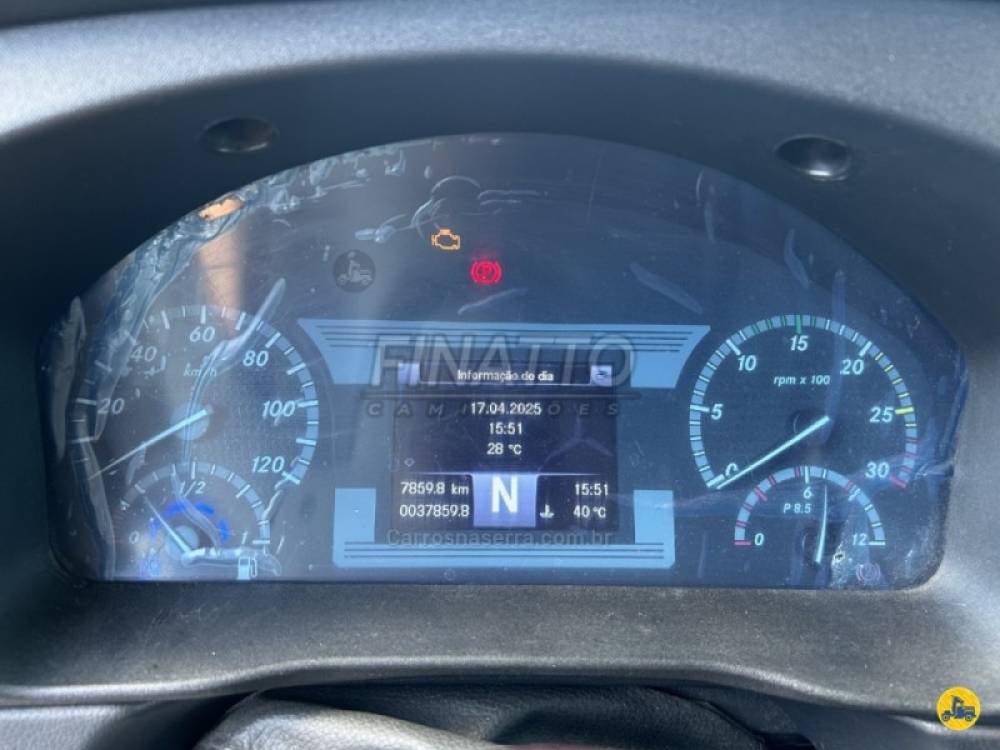 FINATTO
CAMINHÕES
Informação do dia
17.04.2025
15:51
28 °C
7859.8 km
N
15:51
0037859.8
40 °C
Carrosnaserra.com.br
20
40
60
80
100
120
km/h
0
1/2
1
0
5
10
15
20
25
30
rpm x 100
0
6
12
P 8.5